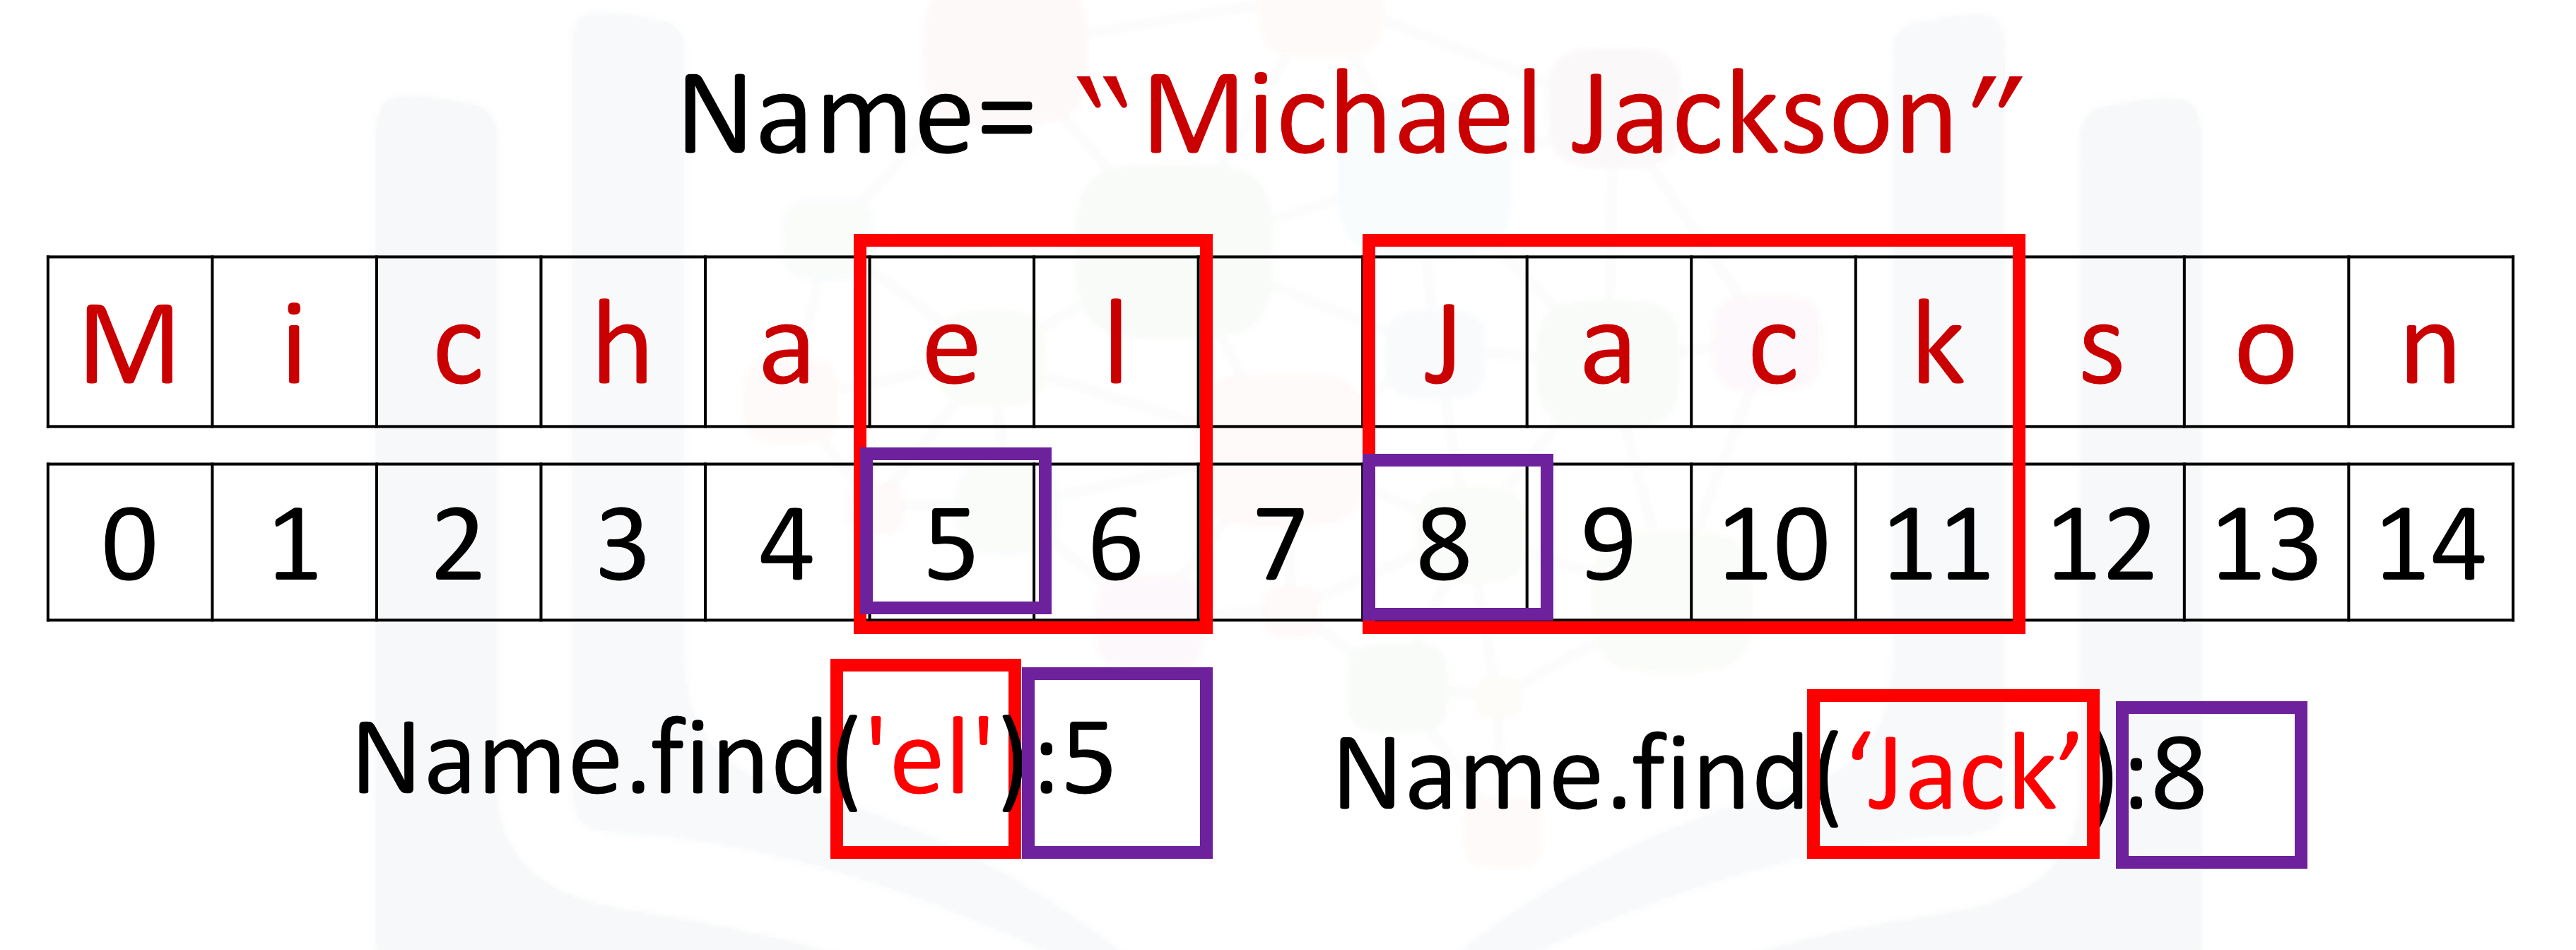 Name= “Michael Jackson”
M i c h a e l J a c k s o n
0 1 2 3 4 5 6 7 8 9 10 11 12 13 14
Name.find('el'):5
Name.find(‘Jack’):8